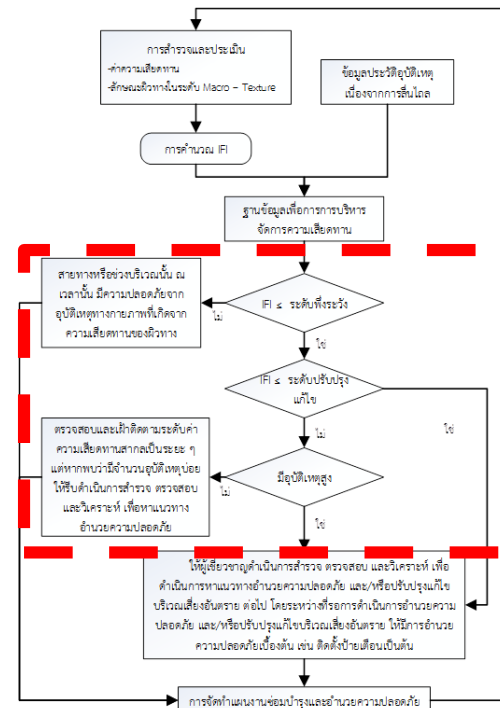 การสำรวจและประเมิน
-ค่าความเสียดทาน
-ลักษณะผิวทางในระดับ Macro – Texture
ข้อมูลประวัติอุบัติเหตุ
เนื่องจากการลื่นไถล
การคำนวณ IFI
ฐานข้อมูลเพื่อการการบริหาร
จัดการความเสียดทาน
สายทางหรือช่วงบริเวณนั้น ณ
เวลานั้น มีความปลอดภัยจาก
อุบัติเหตุทางกายภาพที่เกิดจาก
ความเสียดทานของผิวทาง
ไม่
IFI ≤ ระดับพึงระวัง
ใช่
IFI ≤ ระดับปรับปรุง
แก้ไข
ใช่
ไม่
ตรวจสอบและเฝ้าติดตามระดับค่า
ความเสียดทานสากลเป็นระยะ ๆ
แต่หากพบว่ามีจำนวนอุบัติเหตุบ่อย
ให้รีบดำเนินการสำรวจ ตรวจสอบ
และวิเคราะห์ เพื่อหาแนวทาง
อำนวยความปลอดภัย
ไม่
มีอุบัติเหตุสูง
ใช่
ให้ผู้เชี่ยวชาญดำเนินการสำรวจ ตรวจสอบ และวิเคราะห์ เพื่อ
ดำเนินการหาแนวทางอำนวยความปลอดภัย และ/หรือปรับปรุงแก้ไข
บริเวณเสี่ยงอันตราย ต่อไป โดยระหว่างที่รอการดำเนินการอำนวยความ
ปลอดภัย และ/หรือปรับปรุงแก้ไขบริเวณเสี่ยงอันตราย ให้มีการอำนวย
ความปลอดภัยเบื้องต้น เช่น ติดตั้งป้ายเตือนเป็นต้น
การจัดทำแผนงานซ่อมบำรุงและอำนวยความปลอดภัย